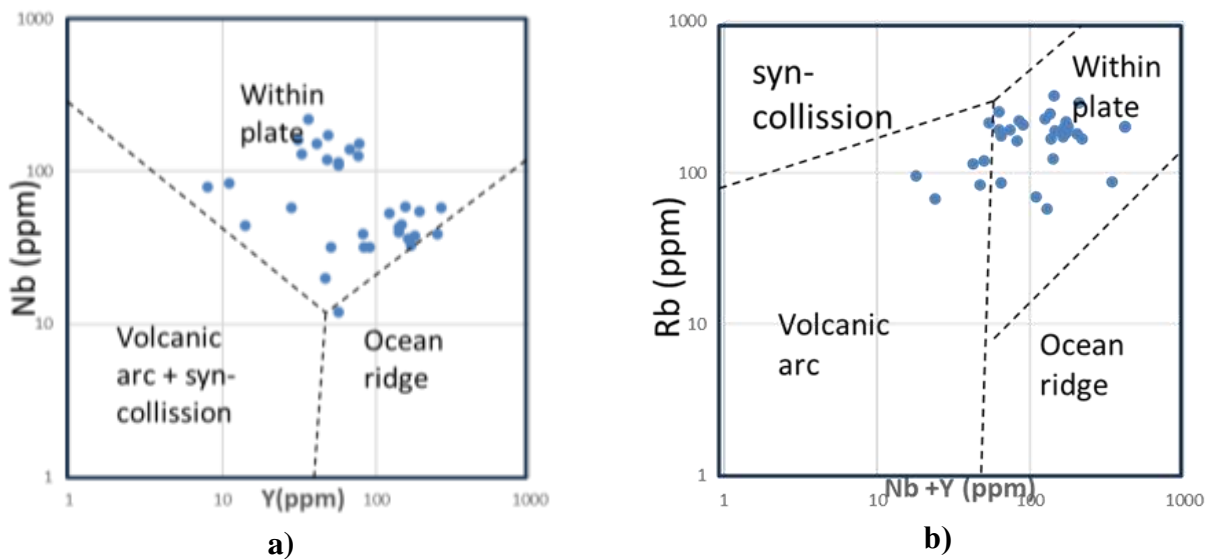 1000
100
10
1
Nb (ppm)
Within
plate
Volcanic
arc + syn-
collission
Ocean
ridge
1
10
Y(ppm)
100
1000
a)
1000
100
10
1
Rb (ppm)
syn-
collission
Within
plate
Volcanic
arc
Ocean
ridge
1
10
Nb +Y (ppm)
100
1000
b)